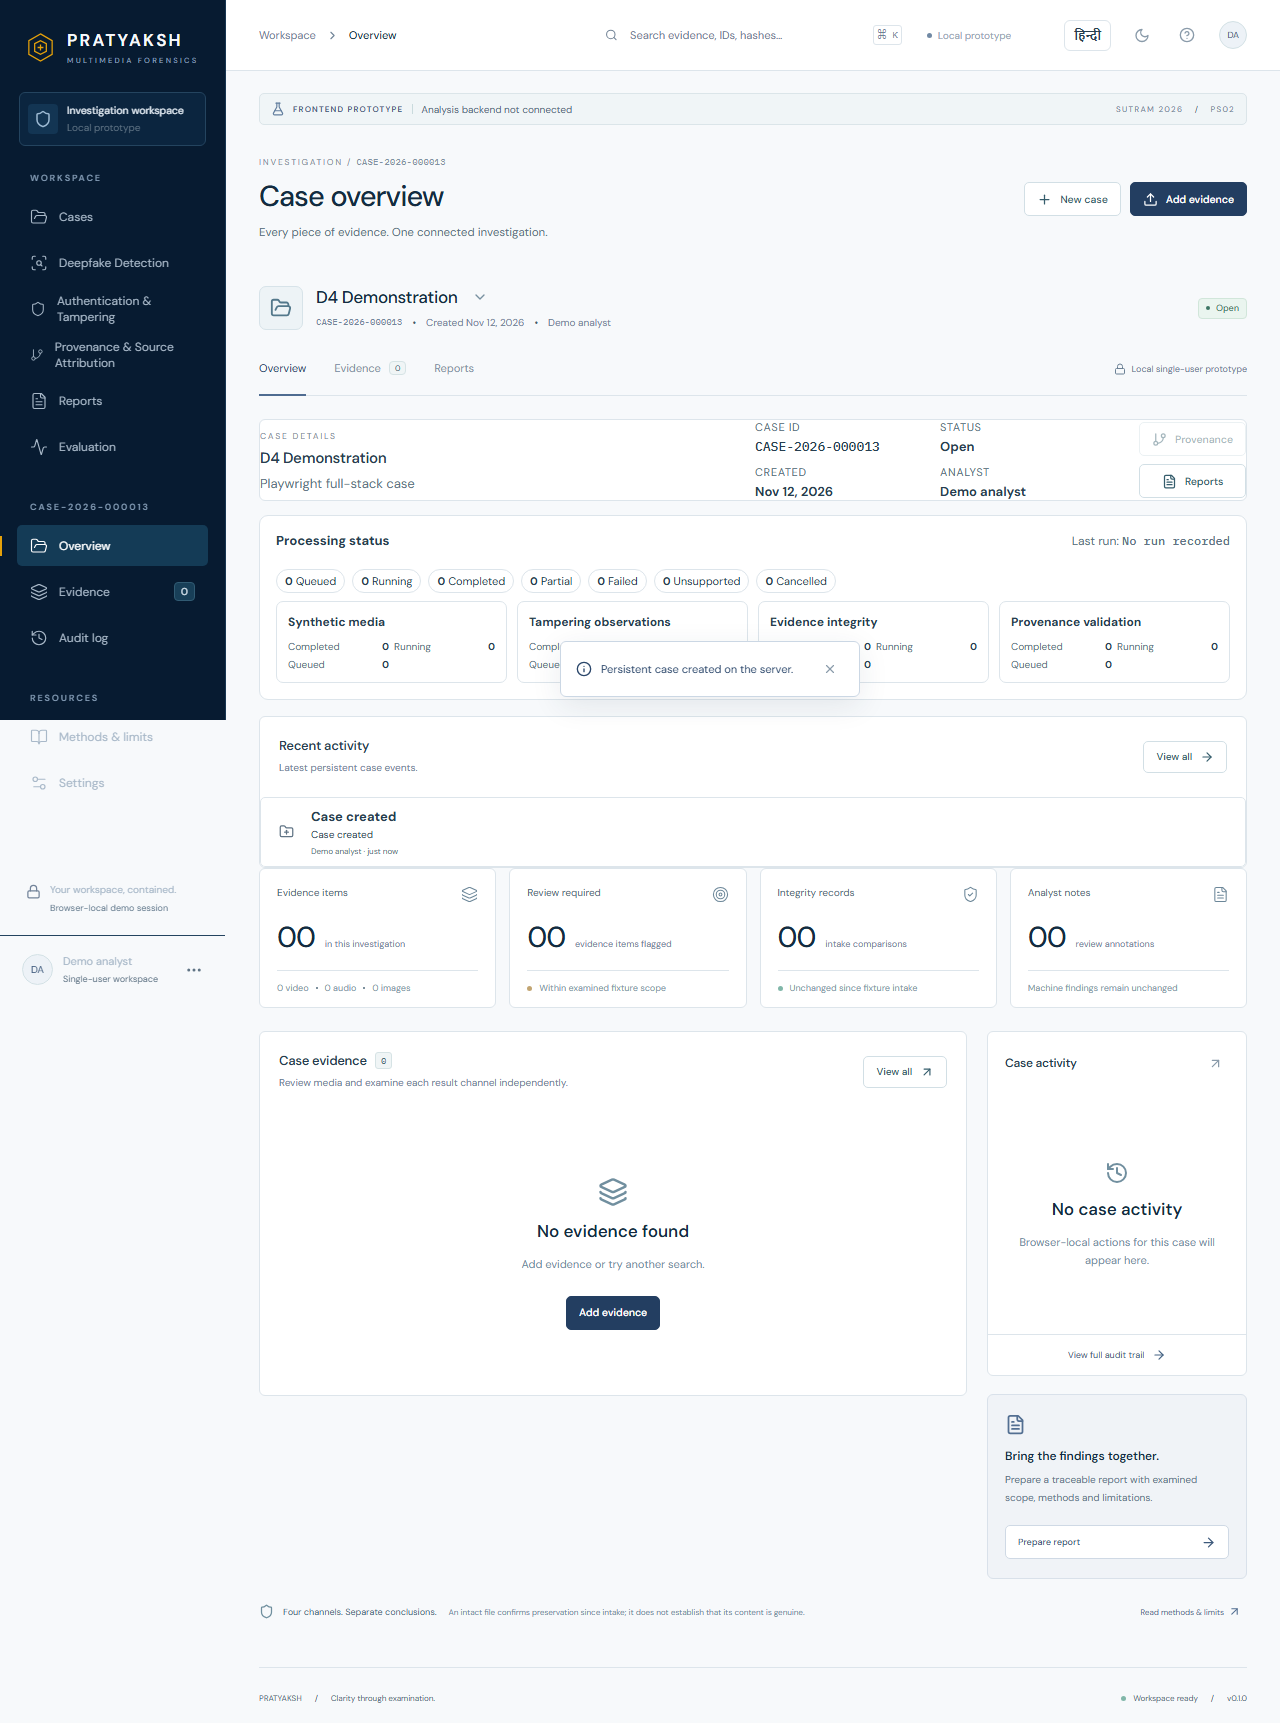 PRATYAKSH
MULTIMEDIA FORENSICS
Investigation workspace
Local prototype
WORKSPACE
Cases
Deepfake Detection
Authentication &
Tampering
Provenance & Source
Attribution
Reports
Evaluation
CASE-2026-000013
Overview
Evidence 0
Audit log
RESOURCES
Methods & limits
Settings
Your workspace, contained.
Browser-local demo session
DA
Demo analyst
Single-user workspace
Workspace > Overview
Search evidence, IDs, hashes...
⌘ K
Local prototype
हिन्दी
DA
FRONTEND PROTOTYPE | Analysis backend not connected
SUTRAM 2026 / PS02
INVESTIGATION / CASE-2026-000013
Case overview
Every piece of evidence. One connected investigation.
New case
Add evidence
D4 Demonstration
CASE-2026-000013 • Created Nov 12, 2026 • Demo analyst
Open
Overview
Evidence 0
Reports
Local single-user prototype
CASE DETAILS
D4 Demonstration
Playwright full-stack case
CASE ID
CASE-2026-000013
STATUS
Open
CREATED
Nov 12, 2026
ANALYST
Demo analyst
Provenance
Reports
Processing status
Last run: No run recorded
0 Queued
0 Running
0 Completed
0 Partial
0 Failed
0 Unsupported
0 Cancelled
Synthetic media
Completed 0 Running 0
Queued 0
Tampering observations
Compl
Queue
Evidence integrity
0 Running 0
0
Provenance validation
Completed 0 Running 0
Queued 0
Persistent case created on the server.
Recent activity
Latest persistent case events.
View all
Case created
Case created
Demo analyst · just now
Evidence items
00 in this investigation
0 video • 0 audio • 0 images
Review required
00 evidence items flagged
Within examined fixture scope
Integrity records
00 intake comparisons
Unchanged since fixture intake
Analyst notes
00 review annotations
Machine findings remain unchanged
Case evidence 0
Review media and examine each result channel independently.
View all
No evidence found
Add evidence or try another search.
Add evidence
Case activity
No case activity
Browser-local actions for this case will
appear here.
View full audit trail
Bring the findings together.
Prepare a traceable report with examined
scope, methods and limitations.
Prepare report
Four channels. Separate conclusions. An intact file confirms preservation since intake; it does not establish that its content is genuine.
Read methods & limits
PRATYAKSH / Clarity through examination.
Workspace ready / v0.1.0